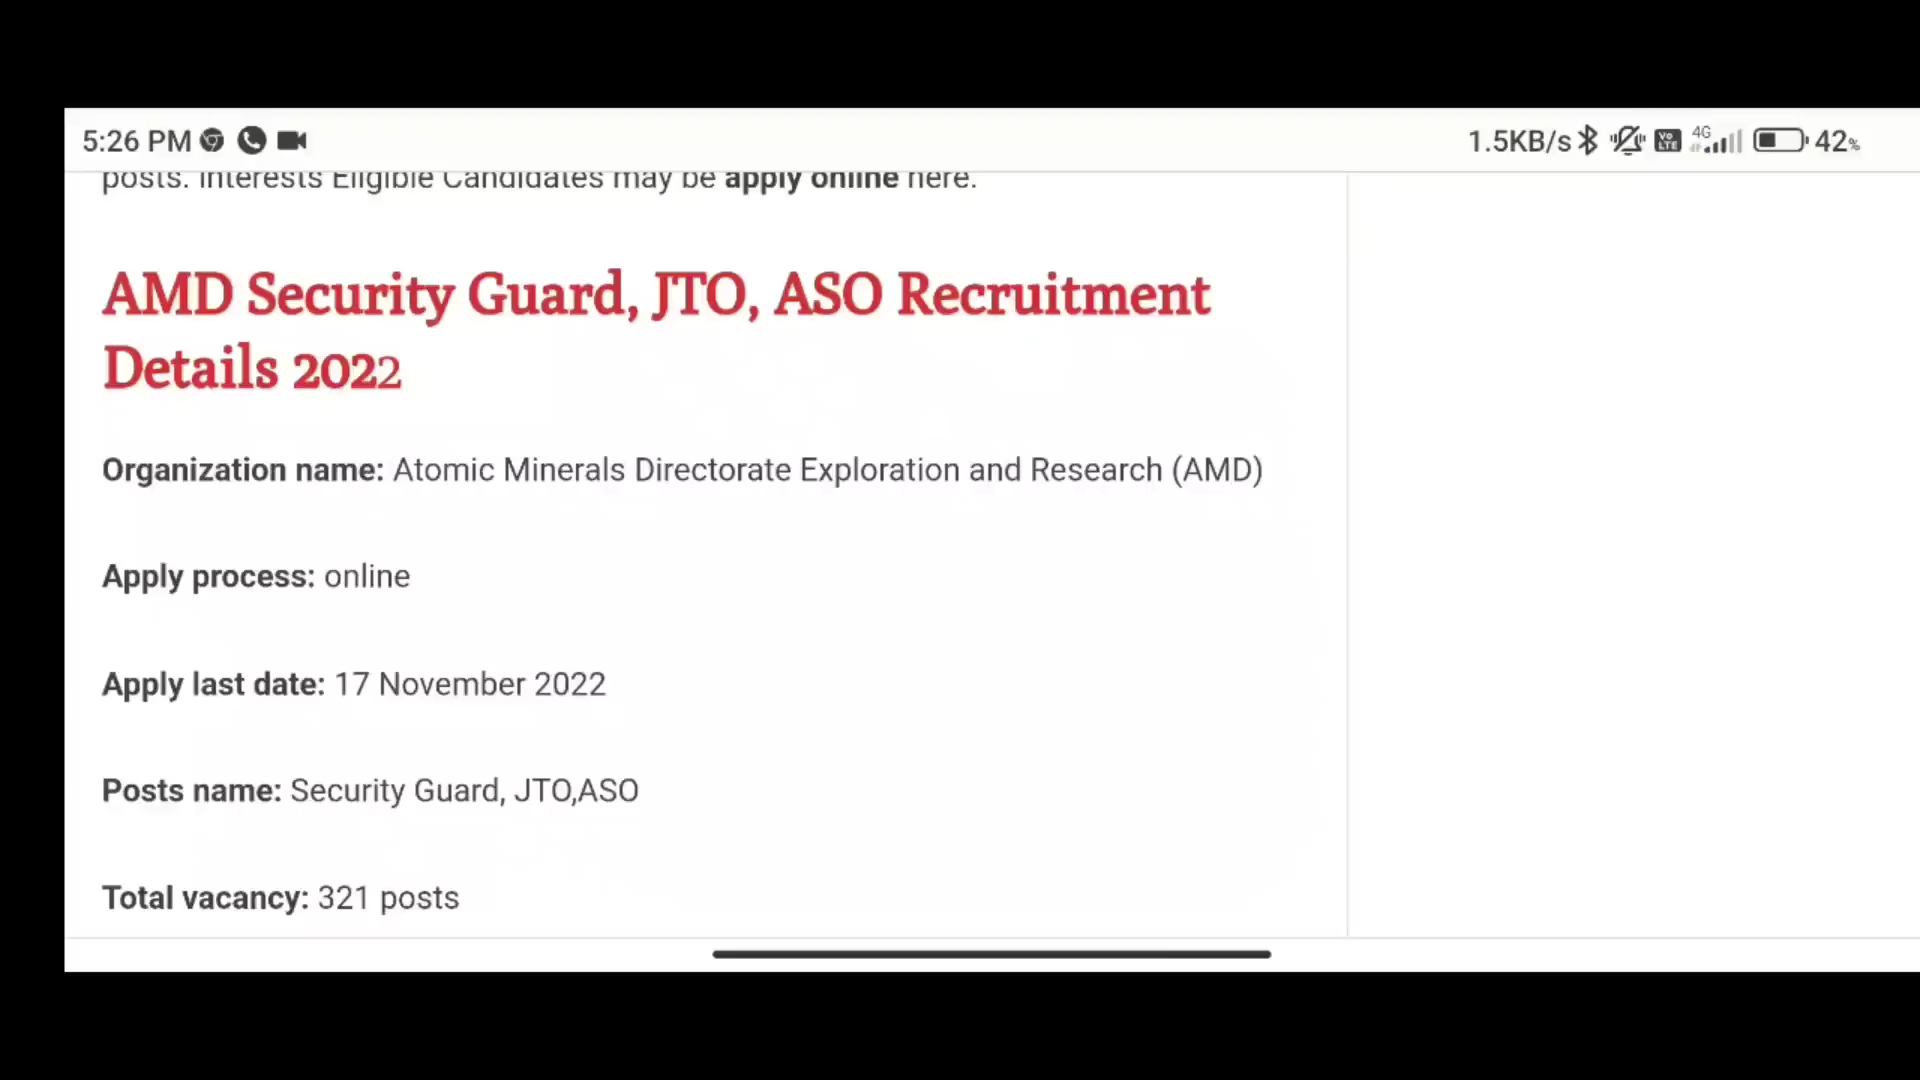 5:26 PM
1.5KB/s
Vo LTE
4G
42%
posts. Interests Eligible Candidates may be apply online here.
AMD Security Guard, JTO, ASO Recruitment
Details 2022
Organization name: Atomic Minerals Directorate Exploration and Research (AMD)
Apply process: online
Apply last date: 17 November 2022
Posts name: Security Guard, JTO,ASO
Total vacancy: 321 posts